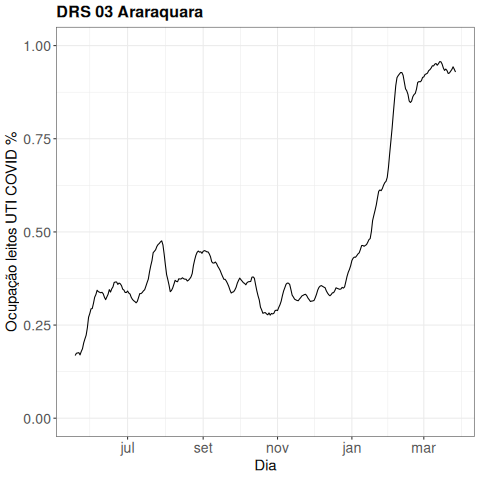 DRS 03 Araraquara
Ocupação leitos UTI COVID %
1.00
0.75
0.50
0.25
0.00
jul set nov jan mar
Dia